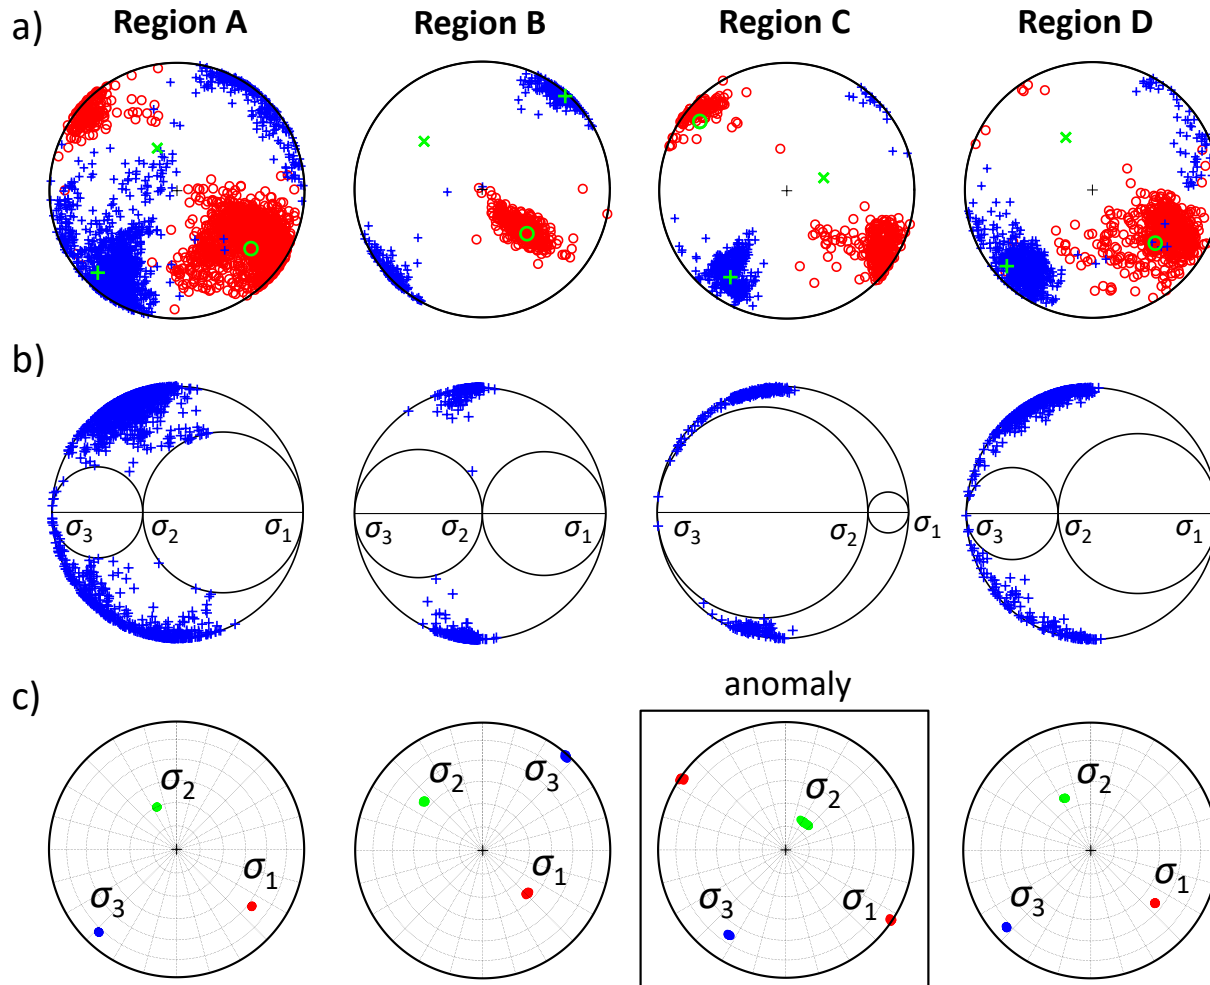 a) Region A Region B Region C Region D
b)
σ3 σ2 σ1 σ3 σ2 σ1 σ3 σ2 σ1 σ3 σ2 σ1
anomaly
c)
σ2 σ2 σ3 σ2 σ2
σ3 σ1 σ1 σ3 σ1 σ3 σ1